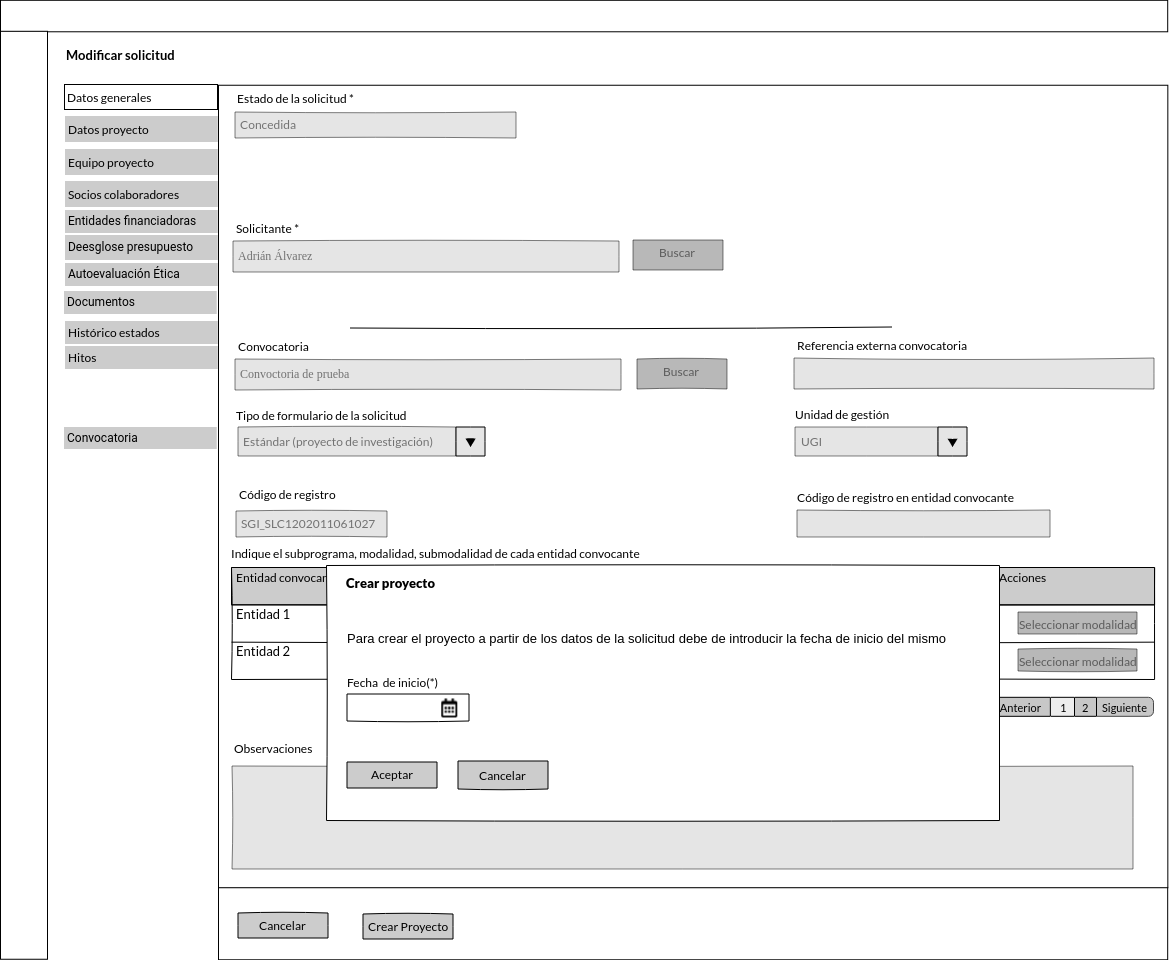 Modificar solicitud
Datos generales
Datos proyecto
Equipo proyecto
Socios colaboradores
Entidades financiadoras
Deesglose presupuesto
Autoevaluación Ética
Documentos
Histórico estados
Hitos
Convocatoria
Estado de la solicitud *
Concedida
Solicitante *
Adrián Álvarez
Buscar
Convocatoria
Referencia externa convocatoria
Convoctoria de prueba
Buscar
Tipo de formulario de la solicitud
Unidad de gestión
Estándar (proyecto de investigación)
UGI
Código de registro
Código de registro en entidad convocante
SGI_SLC1202011061027
Indique el subprograma, modalidad, submodalidad de cada entidad convocante
Entidad convocan
Acciones
Entidad 1
Seleccionar modalidad
Entidad 2
Seleccionar modalidad
Anterior 1 2 Siguiente
Crear proyecto
Para crear el proyecto a partir de los datos de la solicitud debe de introducir la fecha de inicio del mismo
Fecha de inicio(*)
Aceptar
Cancelar
Observaciones
Cancelar
Crear Proyecto